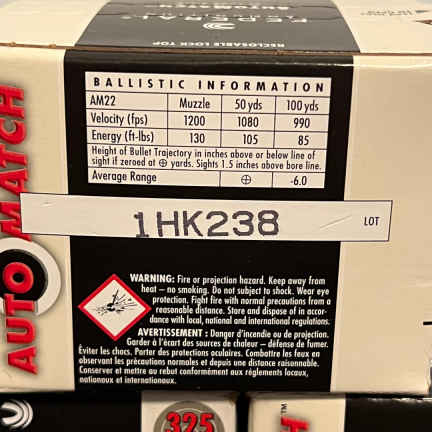 FEDERAL
RECLOSABLE LOCK TOP
BALLISTIC INFORMATION
AM22 Muzzle 50 yds 100 yds
Velocity (fps) 1200 1080 990
Energy (ft-lbs) 130 105 85
Height of Bullet Trajectory in inches above or below line of
sight if zeroed at ⊕ yards. Sights 1.5 inches above bore line.
Average Range ⊕ -6.0
1HK238 LOT
AUTO MATCH
WARNING: Fire or projection hazard. Keep away from
heat – no smoking. Do not subject to shock. Wear eye
protection. Fight fire with normal precautions from a
reasonable distance. Store and dispose of in accor-
dance with local, national and international regulations.
AVERTISSEMENT : Danger d'incendie ou de projection.
Garder à l'écart des sources de chaleur – défense de fumer.
Éviter les chocs. Porter des protections oculaires. Combattre les feux en
observant les précautions normales et depuis une distance raisonnable.
Conserver et mettre au rebut conformément aux réglements locaux,
nationaux et internationaux.
325
H™